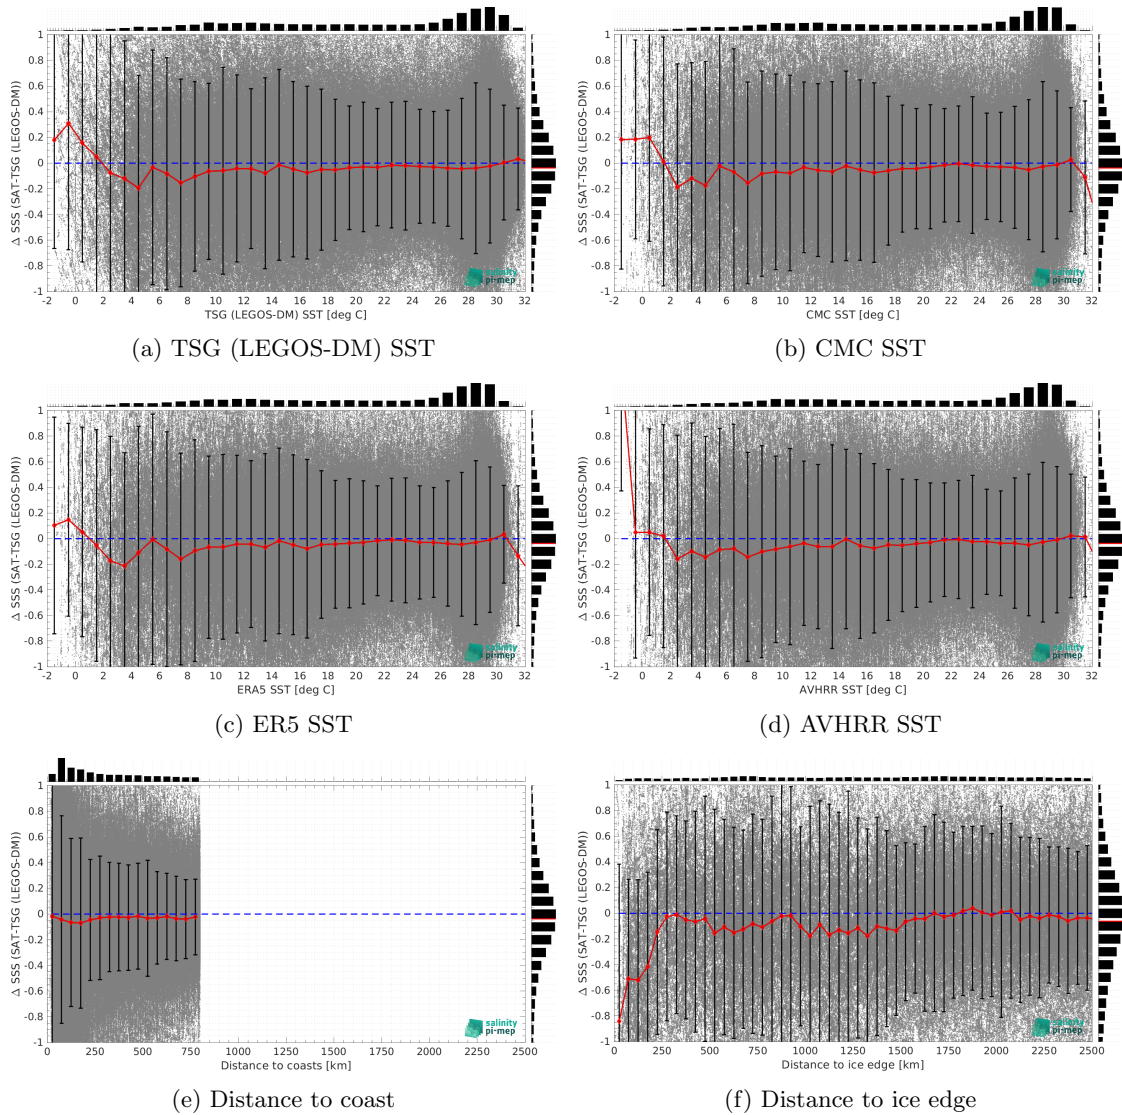 1
0.8
0.6
0.4
0.2
0
-0.2
-0.4
-0.6
-0.8
-1
Δ SSS (SAT-TSG (LEGOS-DM))
salinity
pi-mep
-2 0 2 4 6 8 10 12 14 16 18 20 22 24 26 28 30 32
TSG (LEGOS-DM) SST [deg C]
(a) TSG (LEGOS-DM) SST
1
0.8
0.6
0.4
0.2
0
-0.2
-0.4
-0.6
-0.8
-1
Δ SSS (SAT-TSG (LEGOS-DM))
salinity
pi-mep
-2 0 2 4 6 8 10 12 14 16 18 20 22 24 26 28 30 32
CMC SST [deg C]
(b) CMC SST
1
0.8
0.6
0.4
0.2
0
-0.2
-0.4
-0.6
-0.8
-1
Δ SSS (SAT-TSG (LEGOS-DM))
salinity
pi-mep
-2 0 2 4 6 8 10 12 14 16 18 20 22 24 26 28 30 32
ERA5 SST [deg C]
(c) ER5 SST
1
0.8
0.6
0.4
0.2
0
-0.2
-0.4
-0.6
-0.8
-1
Δ SSS (SAT-TSG (LEGOS-DM))
salinity
pi-mep
-2 0 2 4 6 8 10 12 14 16 18 20 22 24 26 28 30 32
AVHRR SST [deg C]
(d) AVHRR SST
1
0.8
0.6
0.4
0.2
0
-0.2
-0.4
-0.6
-0.8
-1
Δ SSS (SAT-TSG (LEGOS-DM))
salinity
pi-mep
0 250 500 750 1000 1250 1500 1750 2000 2250 2500
Distance to coasts [km]
(e) Distance to coast
1
0.8
0.6
0.4
0.2
0
-0.2
-0.4
-0.6
-0.8
-1
Δ SSS (SAT-TSG (LEGOS-DM))
salinity
pi-mep
0 250 500 750 1000 1250 1500 1750 2000 2250 2500
Distance to ice edge [km]
(f) Distance to ice edge